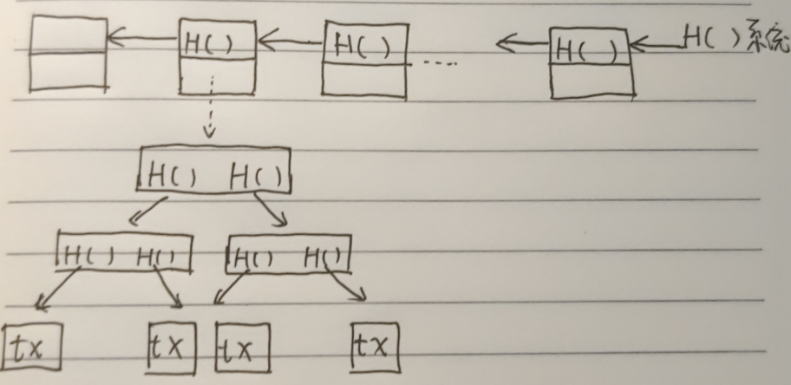 H( ) H( ) ..... H( ) H( )系统
H( ) H( )
H( ) H( ) H( ) H( )
tx tx tx tx